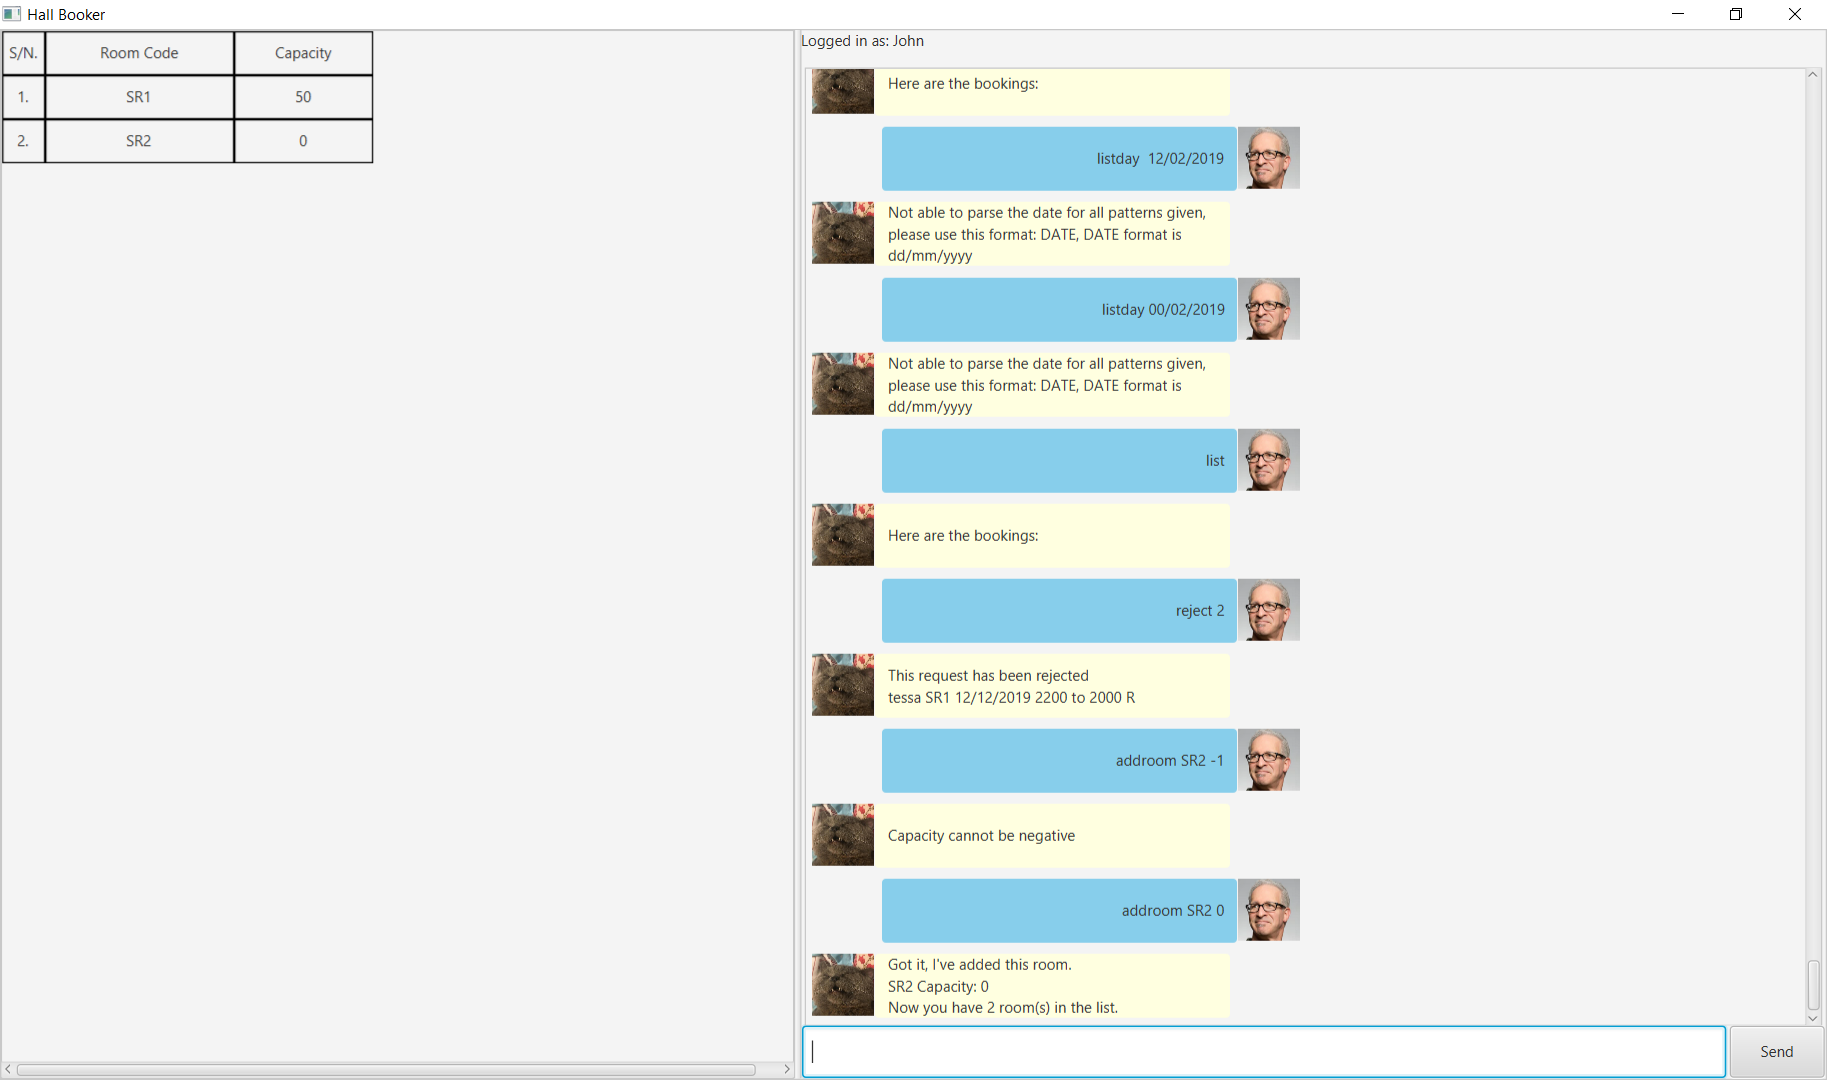 Hall Booker
S/N. Room Code Capacity
1. SR1 50
2. SR2 0
Logged in as: John
Here are the bookings:
listday  12/02/2019
Not able to parse the date for all patterns given,
please use this format: DATE, DATE format is
dd/mm/yyyy
listday 00/02/2019
Not able to parse the date for all patterns given,
please use this format: DATE, DATE format is
dd/mm/yyyy
list
Here are the bookings:
reject 2
This request has been rejected
tessa SR1 12/12/2019 2200 to 2000 R
addroom SR2 -1
Capacity cannot be negative
addroom SR2 0
Got it, I've added this room.
SR2 Capacity: 0
Now you have 2 room(s) in the list.
Send